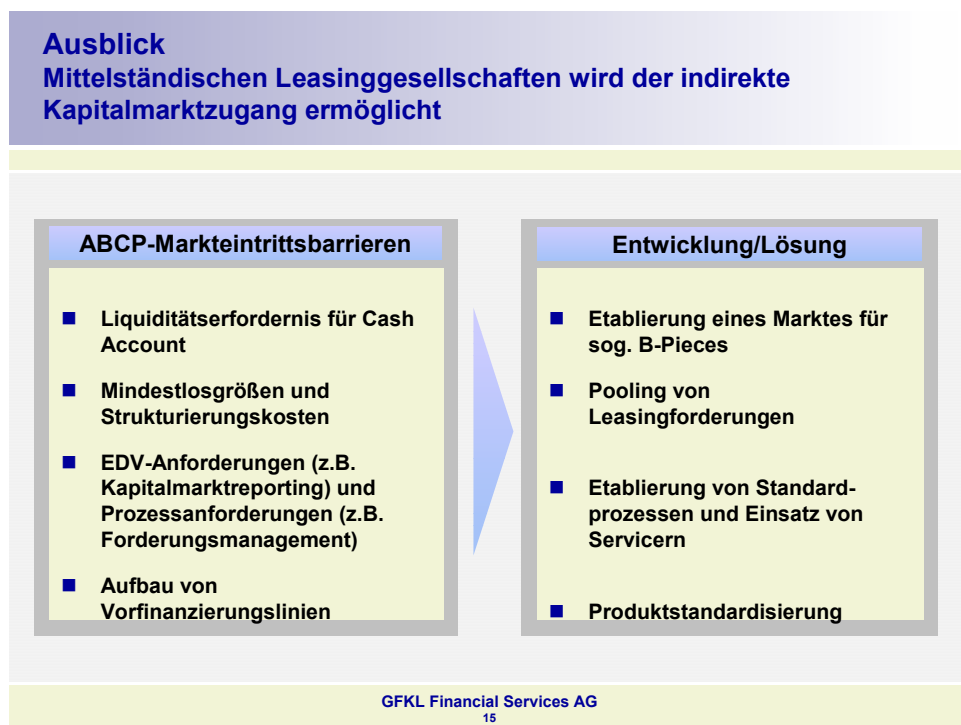 Ausblick
Mittelständischen Leasinggesellschaften wird der indirekte
Kapitalmarktzugang ermöglicht
ABCP-Markteintrittsbarrieren
Liquiditätserfordernis für Cash
Account
Mindestlosgrößen und
Strukturierungskosten
EDV-Anforderungen (z.B.
Kapitalmarktreporting) und
Prozessanforderungen (z.B.
Forderungsmanagement)
Aufbau von
Vorfinanzierungslinien
Entwicklung/Lösung
Etablierung eines Marktes für
sog. B-Pieces
Pooling von
Leasingforderungen
Etablierung von Standard-
prozessen und Einsatz von
Servicern
Produktstandardisierung
GFKL Financial Services AG
15